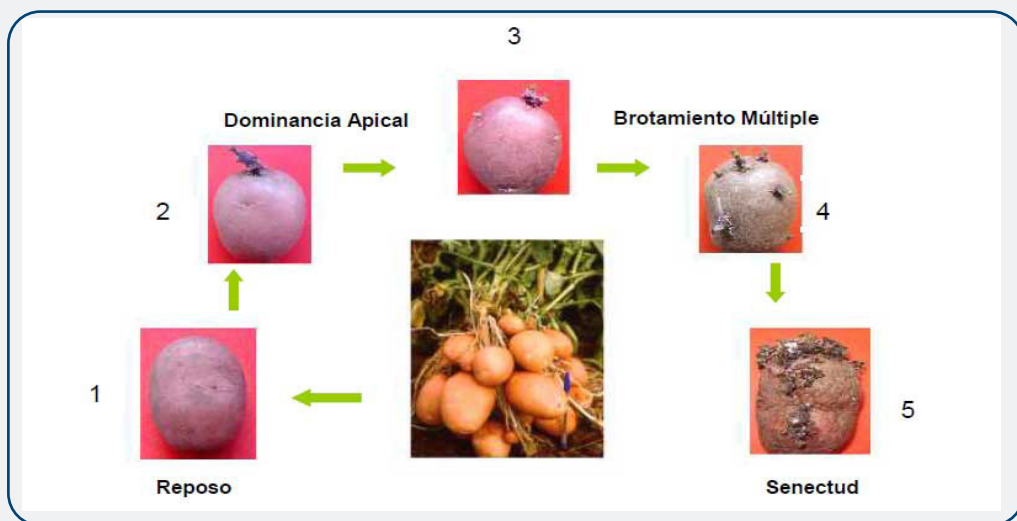 3
Dominancia Apical
Brotamiento Múltiple
2
4
1
5
Reposo
Senectud